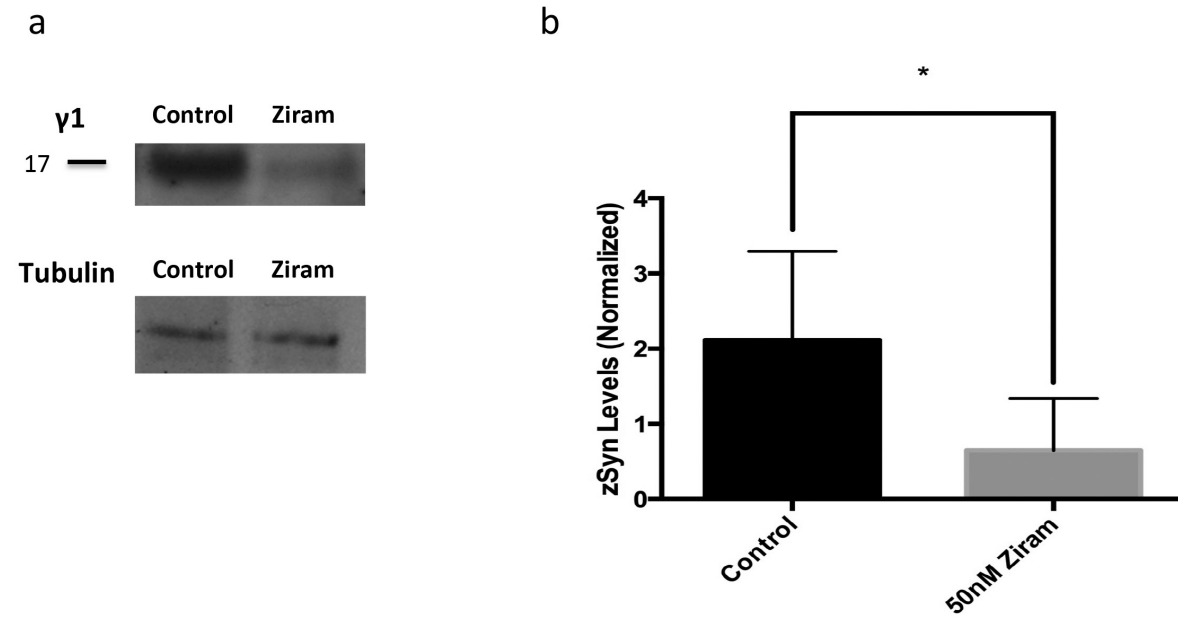 a
γ1
Control Ziram
17
Tubulin
Control Ziram
b
*
zSyn Levels (Normalized)
4
3
2
1
0
Control
50nM Ziram